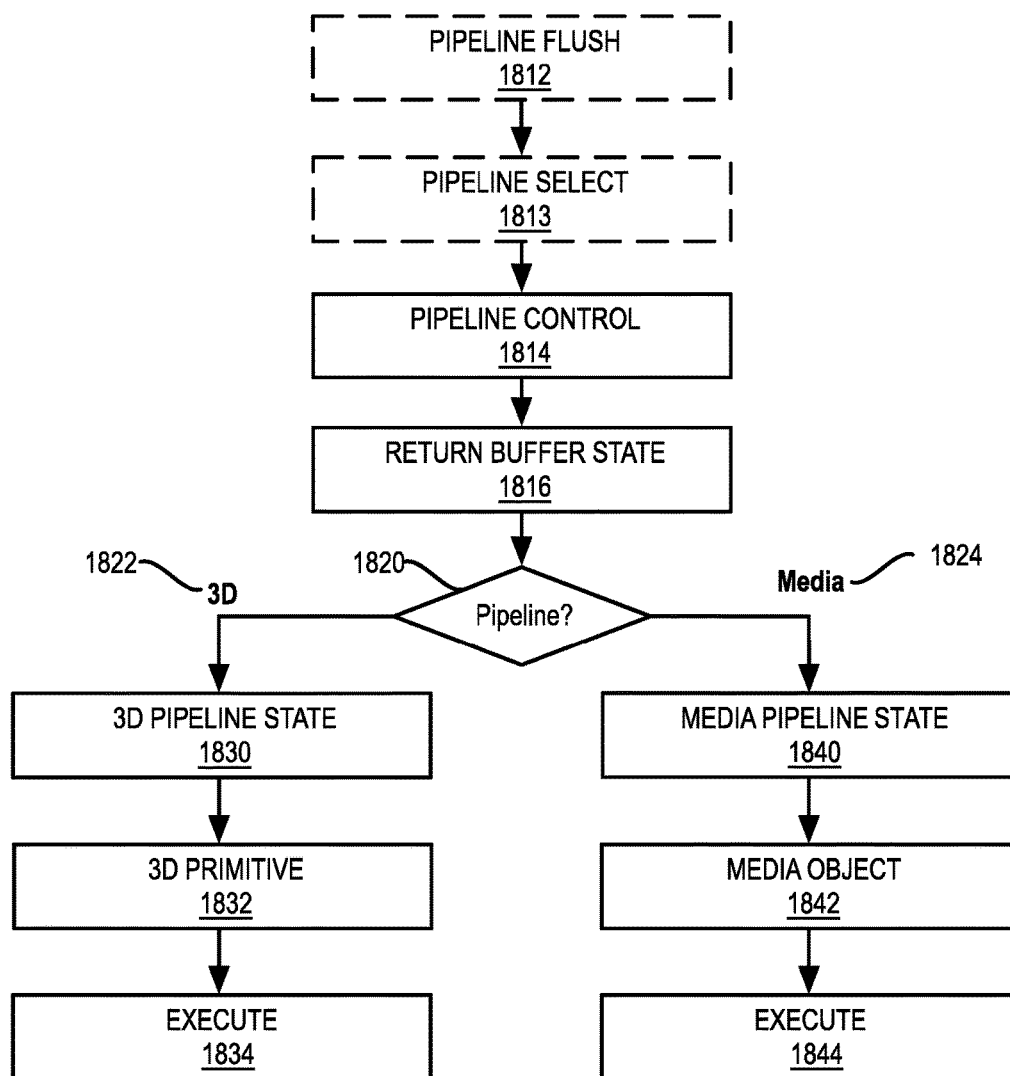 PIPELINE FLUSH
1812
PIPELINE SELECT
1813
PIPELINE CONTROL
1814
RETURN BUFFER STATE
1816
1822
3D
1820
Pipeline?
Media
1824
3D PIPELINE STATE
1830
MEDIA PIPELINE STATE
1840
3D PRIMITIVE
1832
MEDIA OBJECT
1842
EXECUTE
1834
EXECUTE
1844